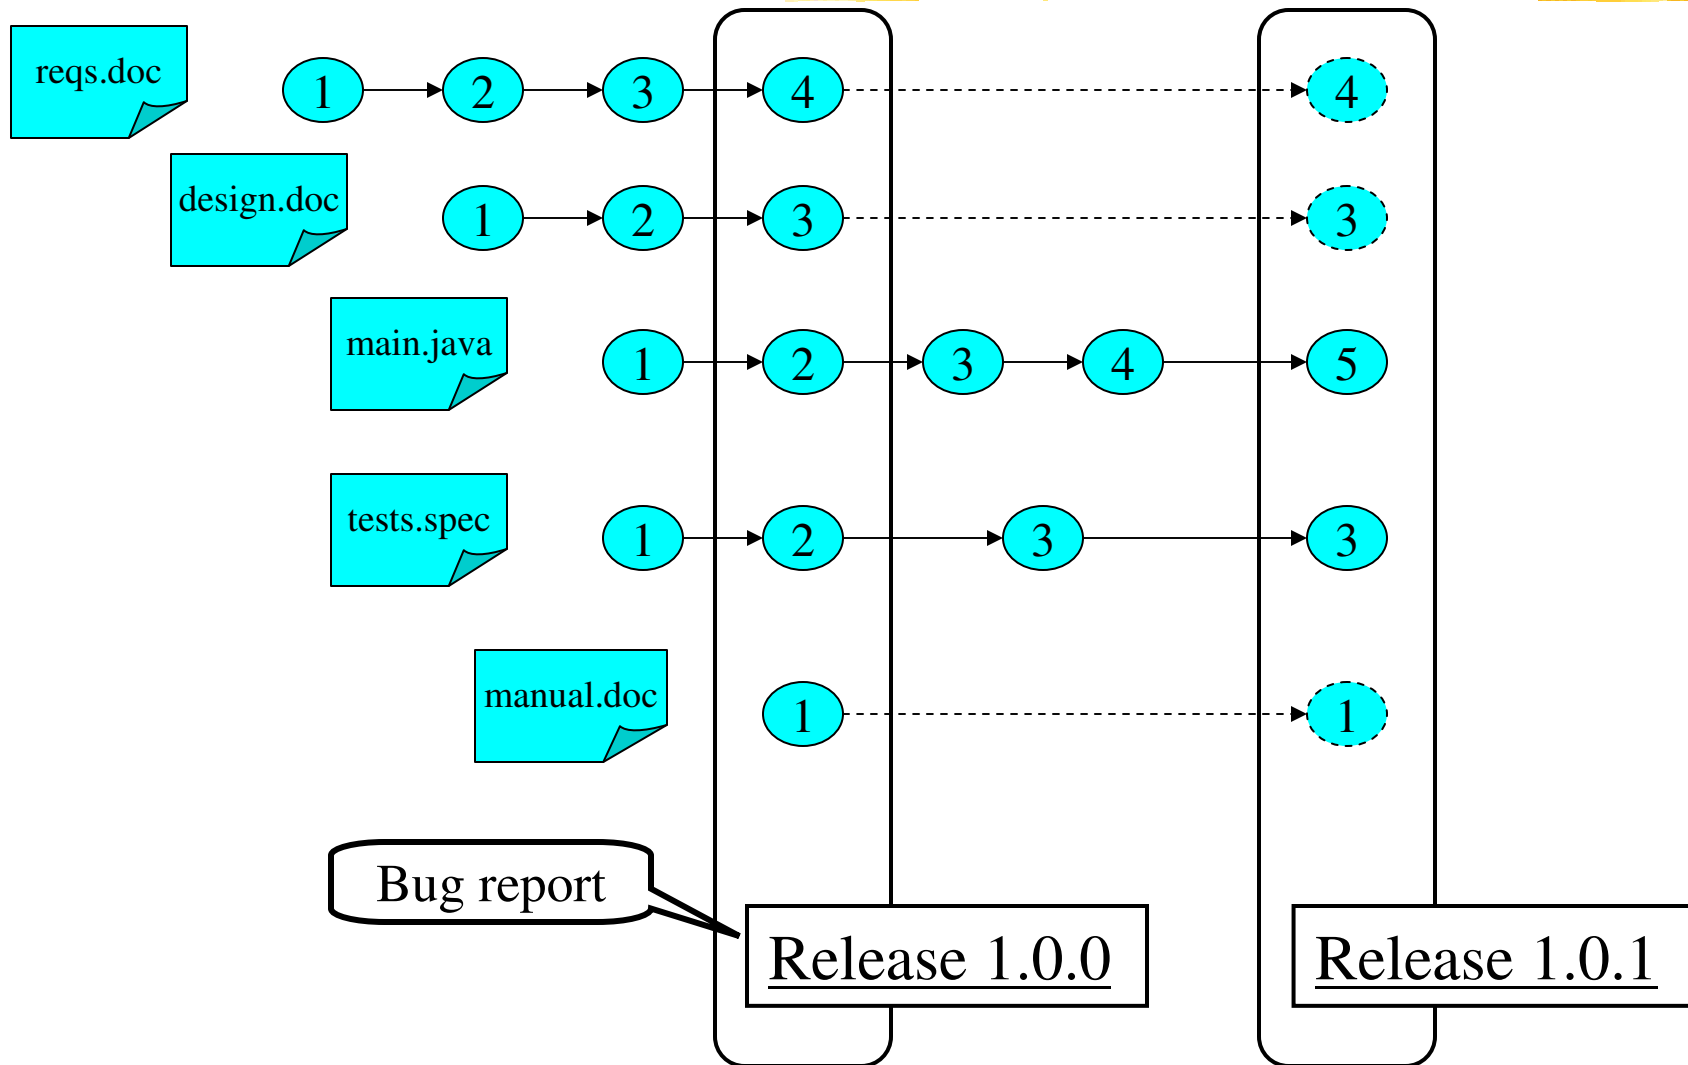 reqs.doc 1 2 3 4 4
design.doc 1 2 3 3
main.java 1 2 3 4 5
tests.spec 1 2 3 3
manual.doc 1 1
Bug report
Release 1.0.0 Release 1.0.1